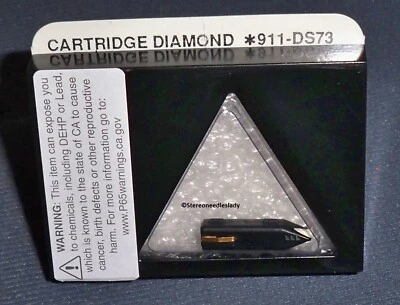 CARTRIDGE DIAMOND ✶911-DS73
CARTRIDGE DIAMOND ✶911-DS73
WARNING: This item can expose you
to chemicals, including DEHP or Lead,
which is known to the state of CA to cause
cancer, birth defects or other reproductive
harm. For more information go to:
www.P65warnings.ca.gov
©Stereoneedleslady